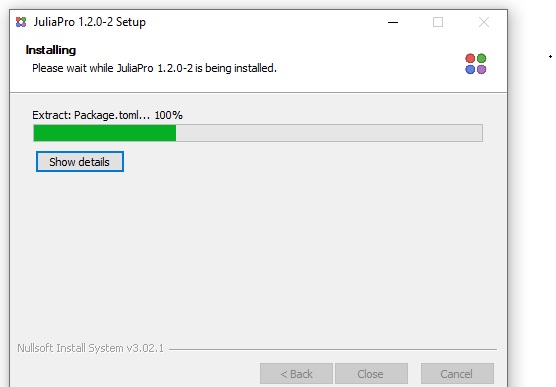 JuliaPro 1.2.0-2 Setup
Installing
Please wait while JuliaPro 1.2.0-2 is being installed.
Extract: Package.toml... 100%
Show details
Nullsoft Install System v3.02.1
< Back Close Cancel